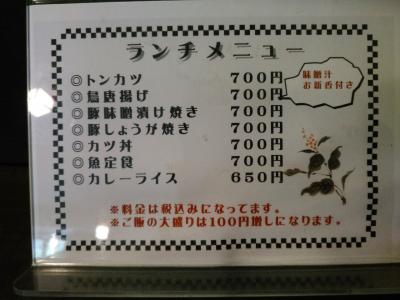 ランチメニュー
◎トンカツ 700円
◎鳥唐揚げ 700円
◎豚味噌漬け焼き 700円
◎豚しょうが焼き 700円
◎カツ丼 700円
◎魚定食 700円
◎カレーライス 650円
味噌汁
お新香付き
※料金は税込みになってます。
※ご飯の大盛りは100円増しになります。